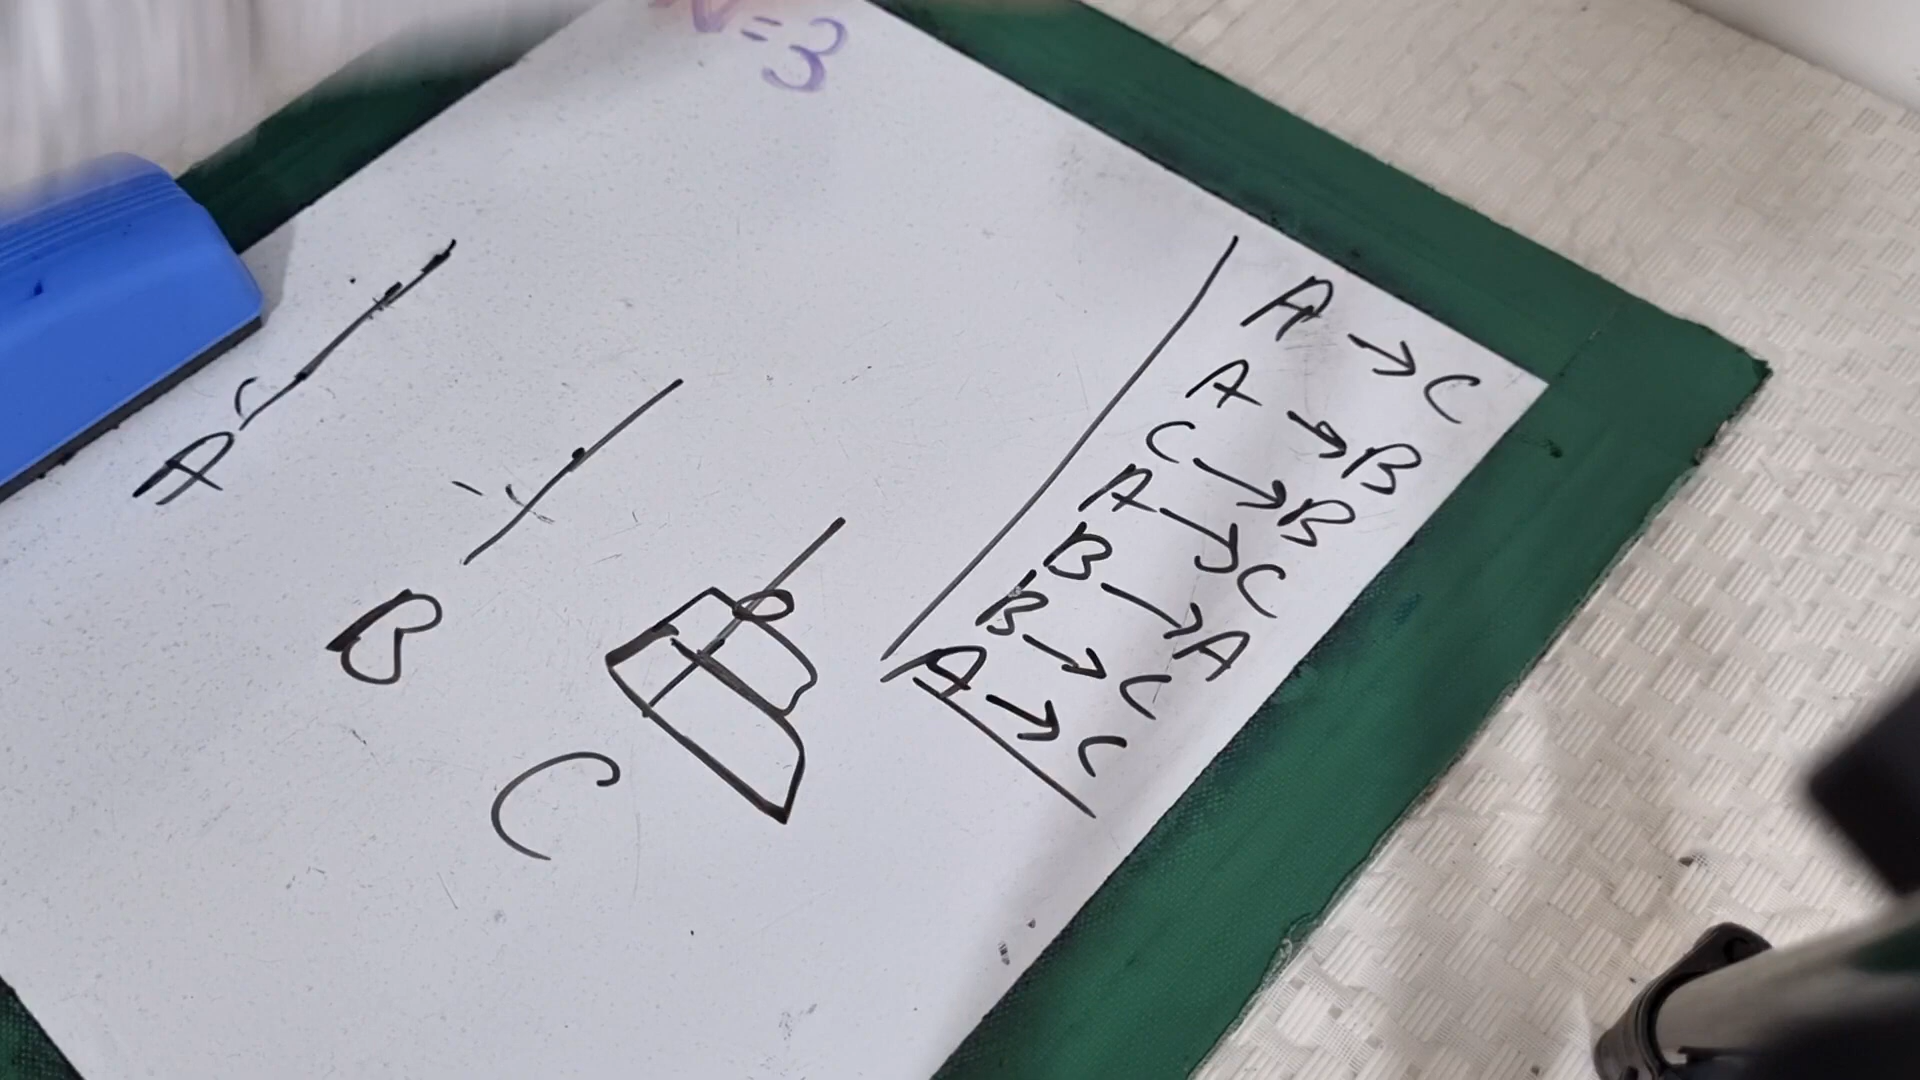 =3
A → C
A → B
C → B
A → C
B → A
B → C
A → C
A
B
C